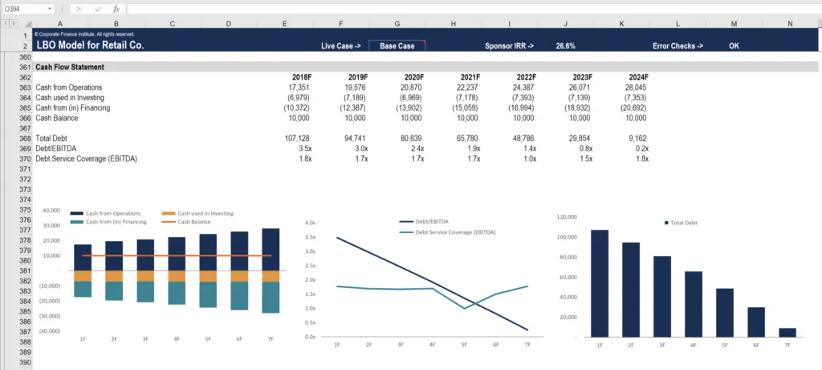 O394 fx
A B C D E F G H I J K L M N
1 © Corporate Finance Institute. All rights reserved.
2 LBO Model for Retail Co. Live Case -> Base Case Sponsor IRR -> 26.6% Error Checks -> OK
360
361 Cash Flow Statement
362 2018F 2019F 2020F 2021F 2022F 2023F 2024F
363 Cash from Operations 17,351 19,576 20,870 22,237 24,387 26,071 28,045
364 Cash used in Investing (6,979) (7,189) (6,969) (7,178) (7,393) (7,139) (7,353)
365 Cash from (in) Financing (10,372) (12,387) (13,902) (15,059) (16,994) (18,932) (20,692)
366 Cash Balance 10,000 10,000 10,000 10,000 10,000 10,000 10,000
367
368 Total Debt 107,128 94,741 80,839 65,780 48,786 29,854 9,162
369 Debt/EBITDA 3.5x 3.0x 2.4x 1.9x 1.4x 0.8x 0.2x
370 Debt Service Coverage (EBITDA) 1.8x 1.7x 1.7x 1.7x 1.0x 1.5x 1.8x
371
372
373
374
375
376
377
378
379
380
381
382
383
384
385
386
387
388
389
390
Cash from Operations Cash used in Investing
Cash from (in) Financing Cash Balance
40,000
30,000
20,000
10,000
-
(10,000)
(20,000)
(30,000)
(40,000)
1F 2F 3F 4F 5F 6F 7F
Debt/EBITDA
Debt Service Coverage (EBITDA)
4.0x
3.5x
3.0x
2.5x
2.0x
1.5x
1.0x
0.5x
0.0x
1F 2F 3F 4F 5F 6F 7F
Total Debt
120,000
100,000
80,000
60,000
40,000
20,000
-
1F 2F 3F 4F 5F 6F 7F